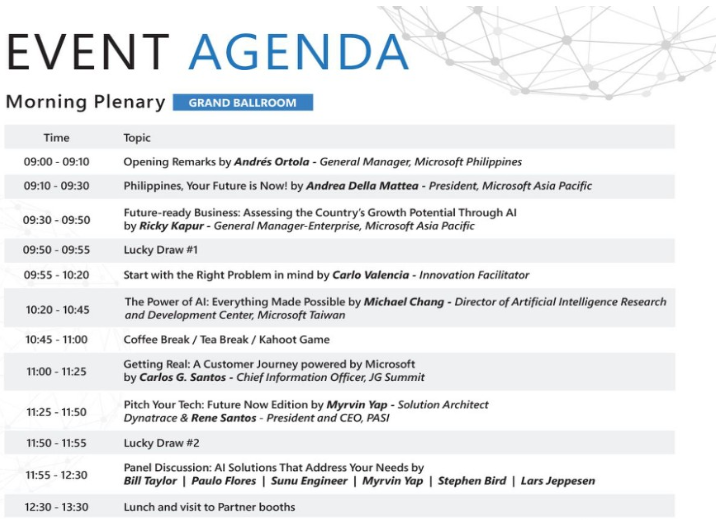 EVENT AGENDA
Morning Plenary GRAND BALLROOM
Time Topic
09:00 - 09:10 Opening Remarks by Andrés Ortola - General Manager, Microsoft Philippines
09:10 - 09:30 Philippines, Your Future is Now! by Andrea Della Mattea - President, Microsoft Asia Pacific
09:30 - 09:50 Future-ready Business: Assessing the Country's Growth Potential Through AI
by Ricky Kapur - General Manager-Enterprise, Microsoft Asia Pacific
09:50 - 09:55 Lucky Draw #1
09:55 - 10:20 Start with the Right Problem in mind by Carlo Valencia - Innovation Facilitator
10:20 - 10:45 The Power of AI: Everything Made Possible by Michael Chang - Director of Artificial Intelligence Research
and Development Center, Microsoft Taiwan
10:45 - 11:00 Coffee Break / Tea Break / Kahoot Game
11:00 - 11:25 Getting Real: A Customer Journey powered by Microsoft
by Carlos G. Santos - Chief Information Officer, JG Summit
11:25 - 11:50 Pitch Your Tech: Future Now Edition by Myrvin Yap - Solution Architect
Dynatrace & Rene Santos - President and CEO, PASI
11:50 - 11:55 Lucky Draw #2
11:55 - 12:30 Panel Discussion: AI Solutions That Address Your Needs by
Bill Taylor | Paulo Flores | Sunu Engineer | Myrvin Yap | Stephen Bird | Lars Jeppesen
12:30 - 13:30 Lunch and visit to Partner booths